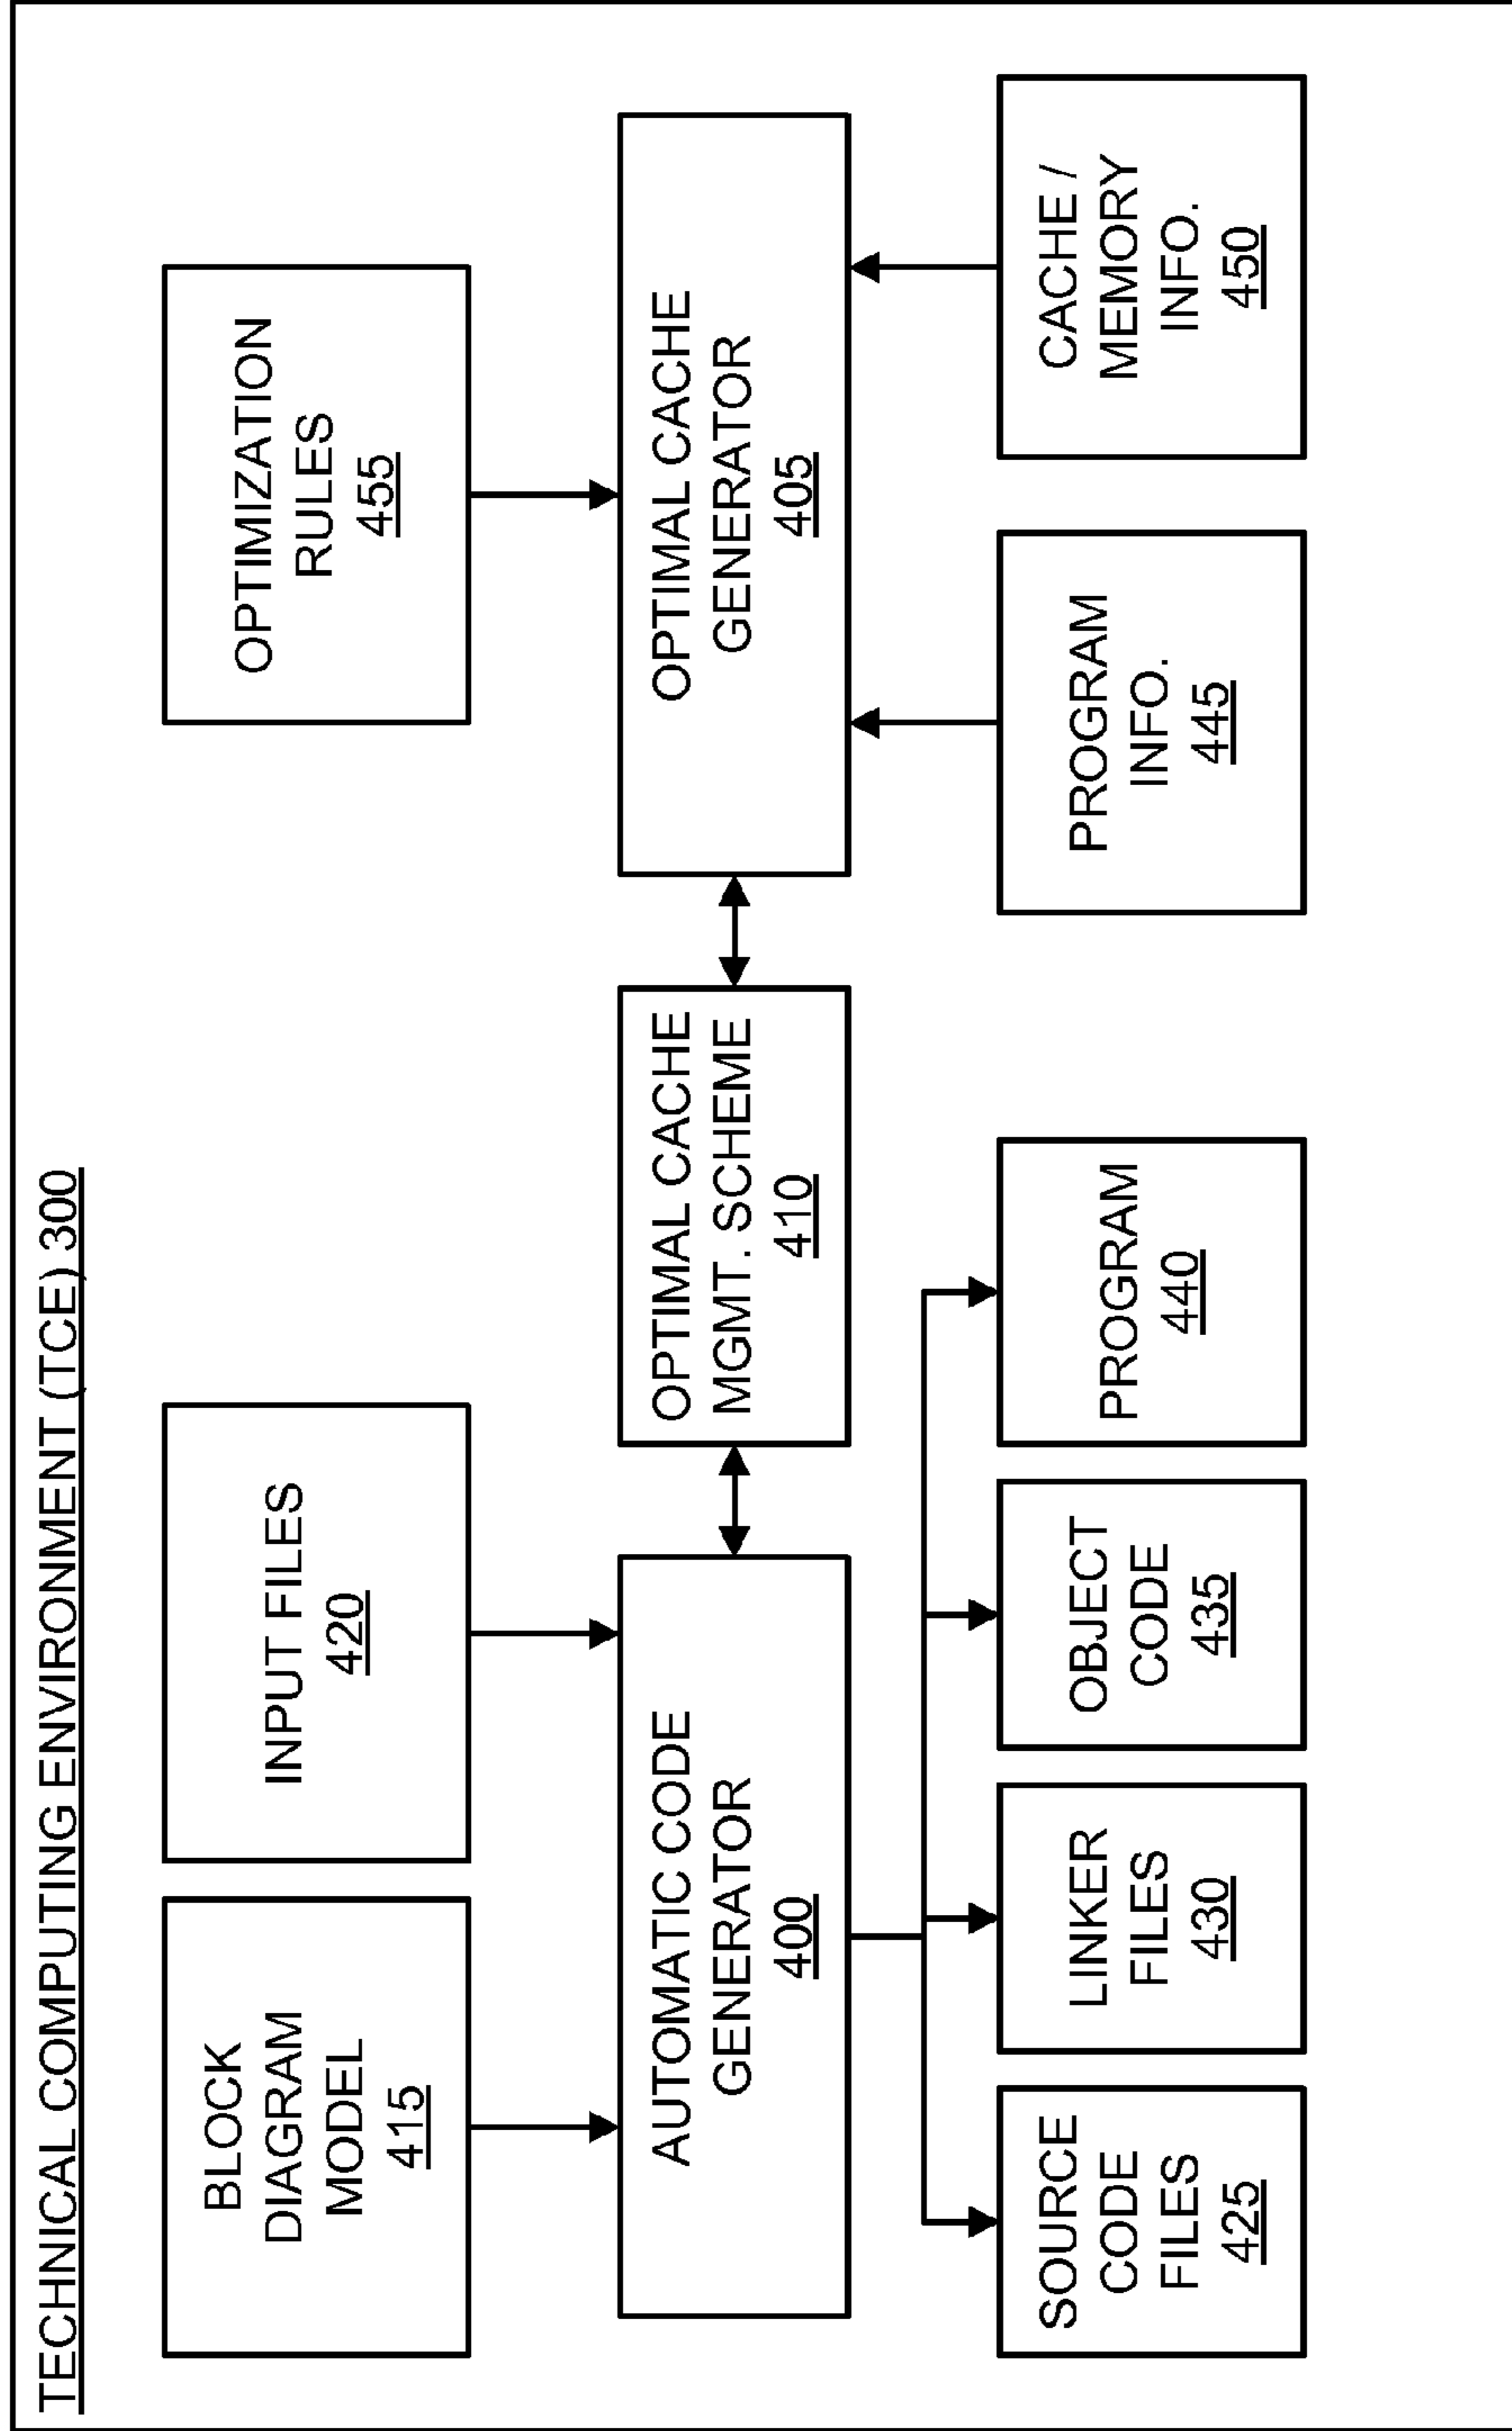 TECHNICAL COMPUTING ENVIRONMENT (TCE) 300
BLOCK
DIAGRAM
MODEL
415
INPUT FILES
420
OPTIMIZATION
RULES
455
AUTOMATIC CODE
GENERATOR
400
OPTIMAL CACHE
MGMT. SCHEME
410
OPTIMAL CACHE
GENERATOR
405
SOURCE
CODE
FILES
425
LINKER
FILES
430
OBJECT
CODE
435
PROGRAM
440
PROGRAM
INFO.
445
CACHE /
MEMORY
INFO.
450